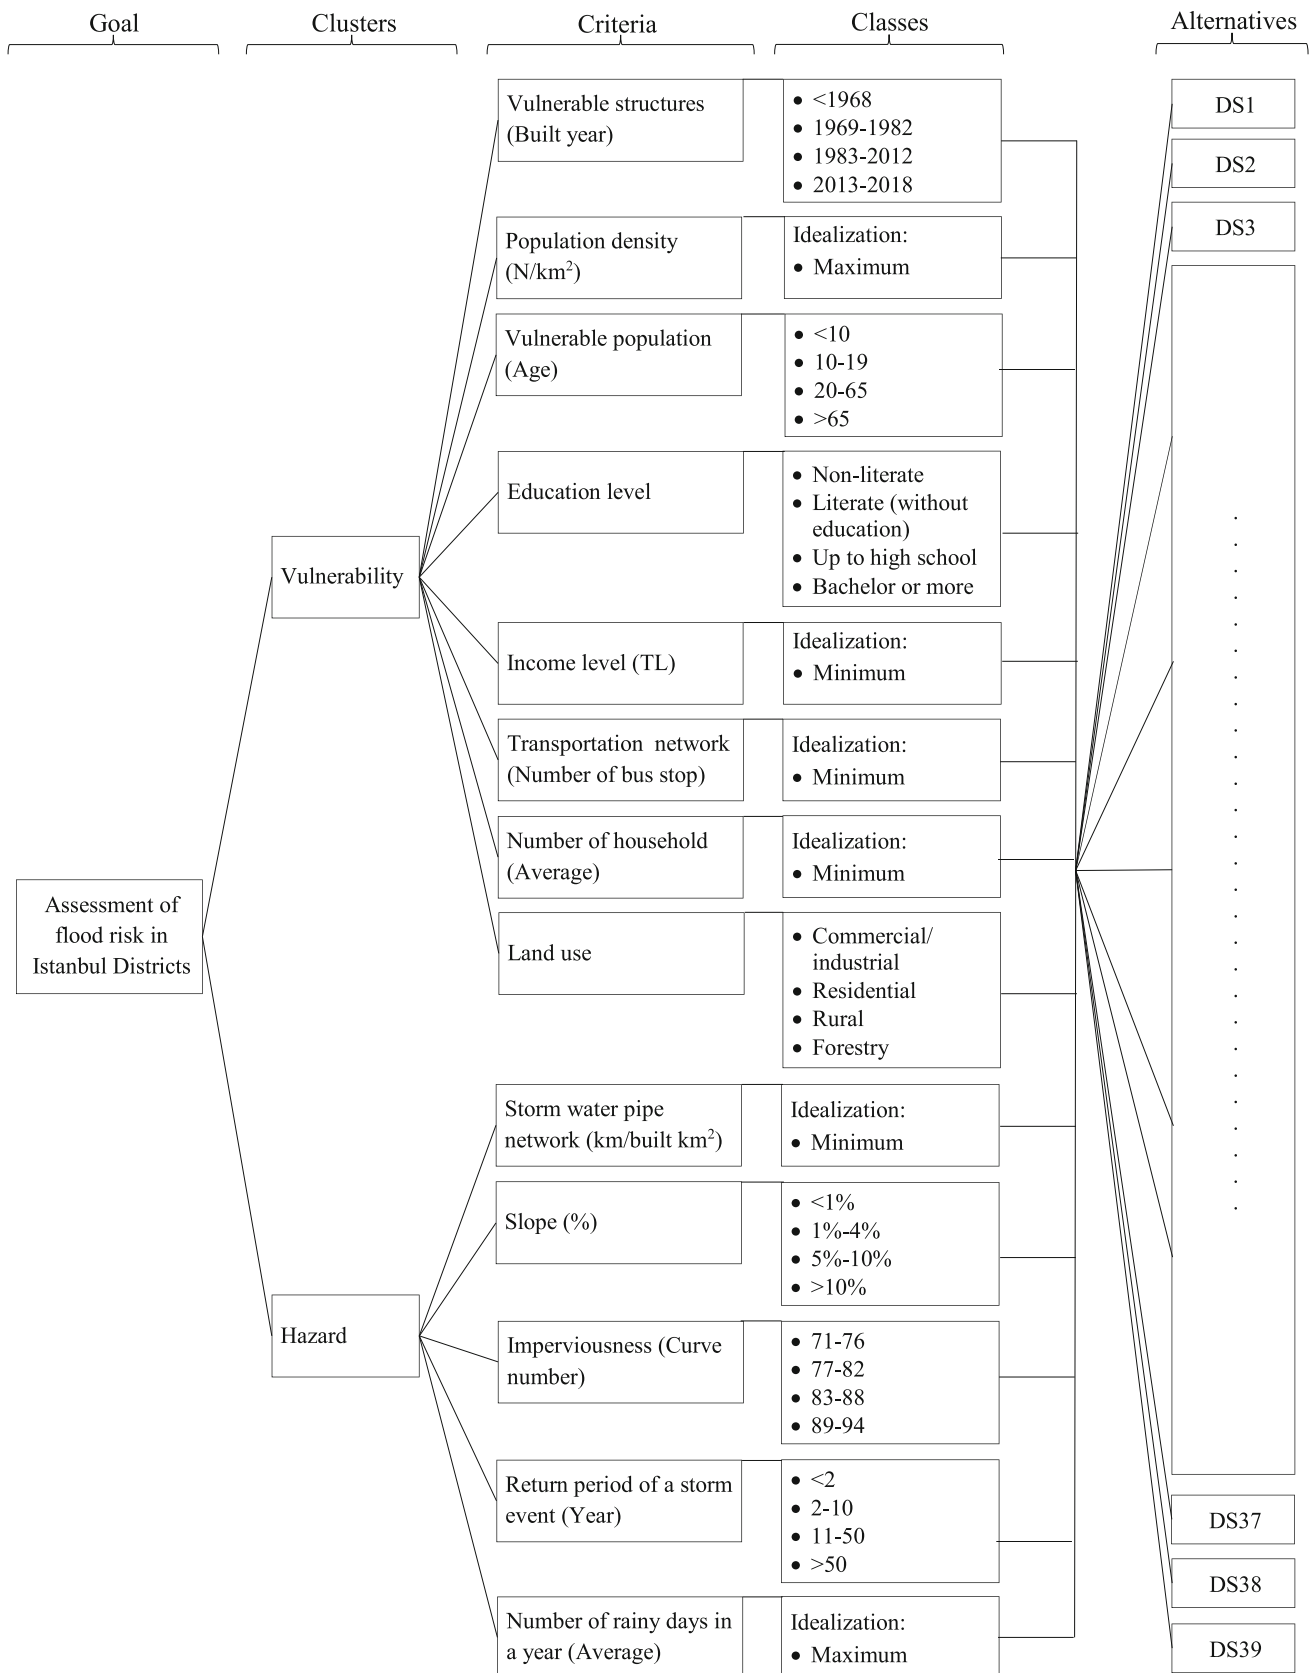 Goal
Clusters
Criteria
Classes
Alternatives
Assessment of
flood risk in
Istanbul Districts
Vulnerability
Hazard
Vulnerable structures
(Built year)
• <1968
• 1969-1982
• 1983-2012
• 2013-2018
Population density
(N/km²)
Idealization:
• Maximum
Vulnerable population
(Age)
• <10
• 10-19
• 20-65
• >65
Education level
• Non-literate
• Literate (without
education)
• Up to high school
• Bachelor or more
Income level (TL)
Idealization:
• Minimum
Transportation network
(Number of bus stop)
Idealization:
• Minimum
Number of household
(Average)
Idealization:
• Minimum
Land use
• Commercial/
industrial
• Residential
• Rural
• Forestry
Storm water pipe
network (km/built km²)
Idealization:
• Minimum
Slope (%)
• <1%
• 1%-4%
• 5%-10%
• >10%
Imperviousness (Curve
number)
• 71-76
• 77-82
• 83-88
• 89-94
Return period of a storm
event (Year)
• <2
• 2-10
• 11-50
• >50
Number of rainy days in
a year (Average)
Idealization:
• Maximum
DS1
DS2
DS3
DS37
DS38
DS39